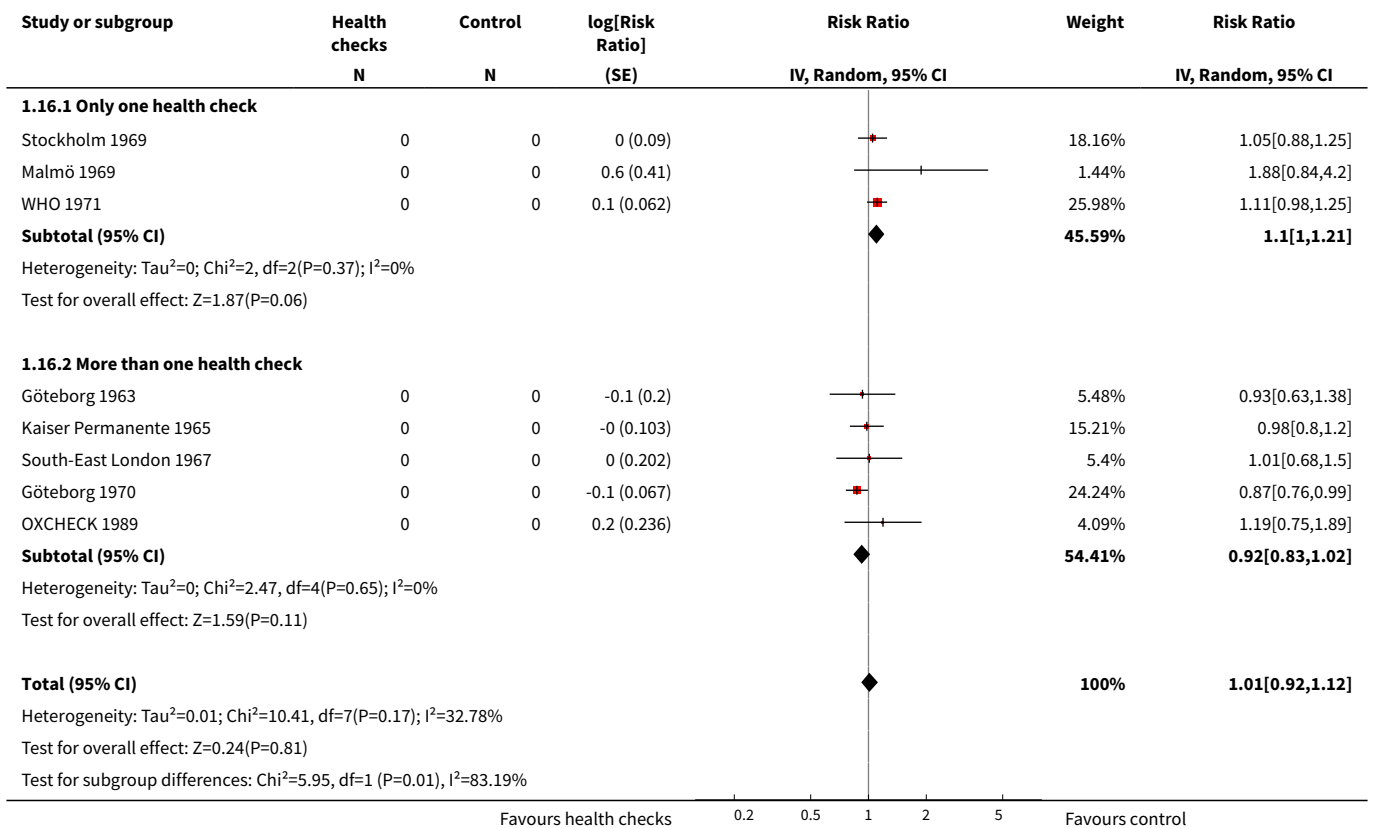 Study or subgroup Health checks Control log[Risk Ratio] Risk Ratio Weight Risk Ratio
N N (SE) IV, Random, 95% CI IV, Random, 95% CI
1.16.1 Only one health check
Stockholm 1969 0 0 0 (0.09) 18.16% 1.05[0.88,1.25]
Malmö 1969 0 0 0.6 (0.41) 1.44% 1.88[0.84,4.2]
WHO 1971 0 0 0.1 (0.062) 25.98% 1.11[0.98,1.25]
Subtotal (95% CI) 45.59% 1.1[1,1.21]
Heterogeneity: Tau²=0; Chi²=2, df=2(P=0.37); I²=0%
Test for overall effect: Z=1.87(P=0.06)
1.16.2 More than one health check
Göteborg 1963 0 0 -0.1 (0.2) 5.48% 0.93[0.63,1.38]
Kaiser Permanente 1965 0 0 -0 (0.103) 15.21% 0.98[0.8,1.2]
South-East London 1967 0 0 0 (0.202) 5.4% 1.01[0.68,1.5]
Göteborg 1970 0 0 -0.1 (0.067) 24.24% 0.87[0.76,0.99]
OXCHECK 1989 0 0 0.2 (0.236) 4.09% 1.19[0.75,1.89]
Subtotal (95% CI) 54.41% 0.92[0.83,1.02]
Heterogeneity: Tau²=0; Chi²=2.47, df=4(P=0.65); I²=0%
Test for overall effect: Z=1.59(P=0.11)
Total (95% CI) 100% 1.01[0.92,1.12]
Heterogeneity: Tau²=0.01; Chi²=10.41, df=7(P=0.17); I²=32.78%
Test for overall effect: Z=0.24(P=0.81)
Test for subgroup differences: Chi²=5.95, df=1 (P=0.01), I²=83.19%
Favours health checks 0.2 0.5 1 2 5 Favours control